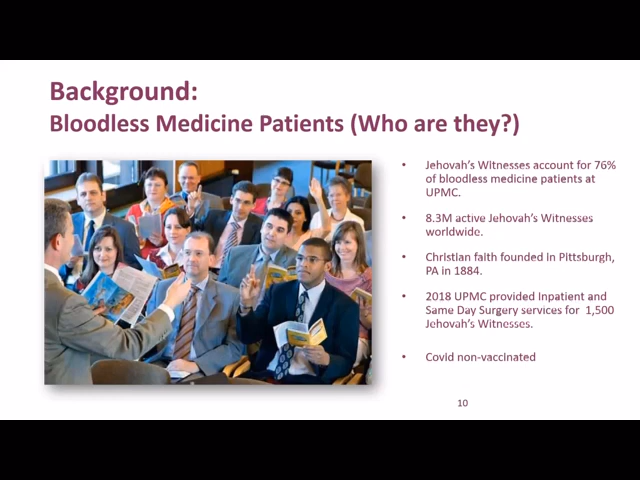 Background:
Bloodless Medicine Patients (Who are they?)
• Jehovah's Witnesses account for 76%
of bloodless medicine patients at
UPMC.
• 8.3M active Jehovah's Witnesses
worldwide.
• Christian faith founded in Pittsburgh,
PA in 1884.
• 2018 UPMC provided Inpatient and
Same Day Surgery services for 1,500
Jehovah's Witnesses.
• Covid non-vaccinated
10